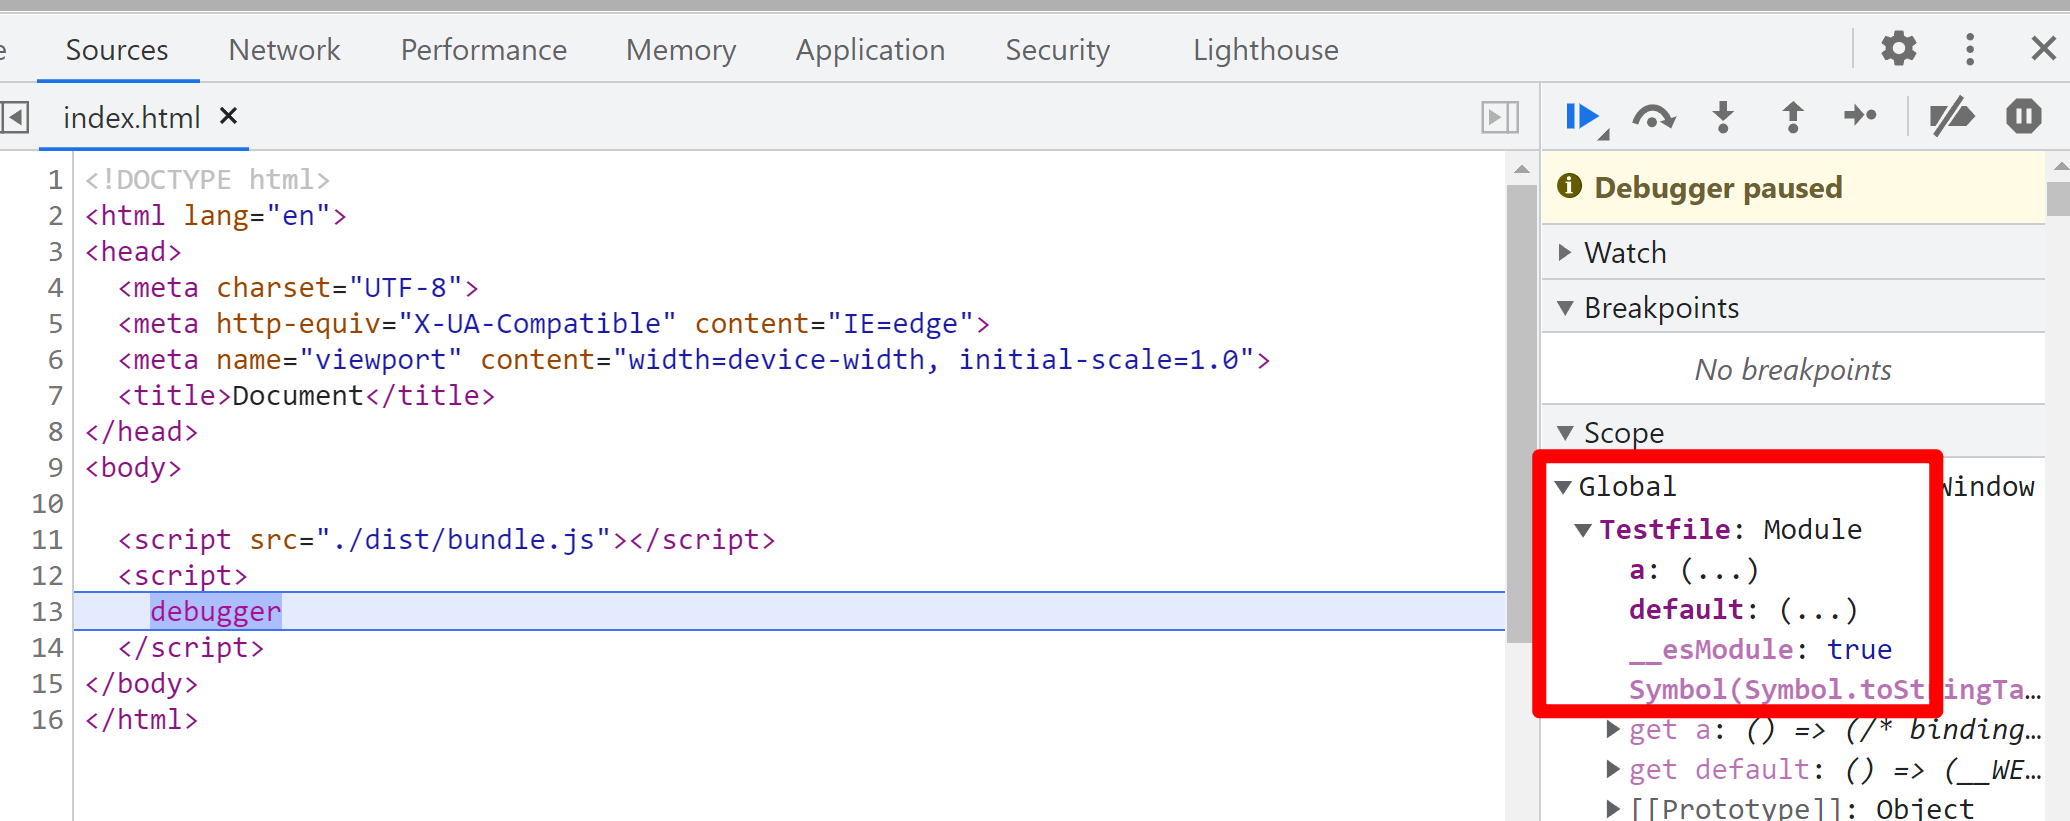 e Sources Network Performance Memory Application Security Lighthouse
index.html
1 <!DOCTYPE html>
2 <html lang="en">
3 <head>
4 <meta charset="UTF-8">
5 <meta http-equiv="X-UA-Compatible" content="IE=edge">
6 <meta name="viewport" content="width=device-width, initial-scale=1.0">
7 <title>Document</title>
8 </head>
9 <body>
10
11 <script src="./dist/bundle.js"></script>
12 <script>
13 debugger
14 </script>
15 </body>
16 </html>
Debugger paused
Watch
Breakpoints
No breakpoints
Scope
Global Window
Testfile: Module
a: (...)
default: (...)
__esModule: true
Symbol(Symbol.toStringTa…
get a: () => (/* binding…
get default: () => (__WE…
[[Prototype]]: Object